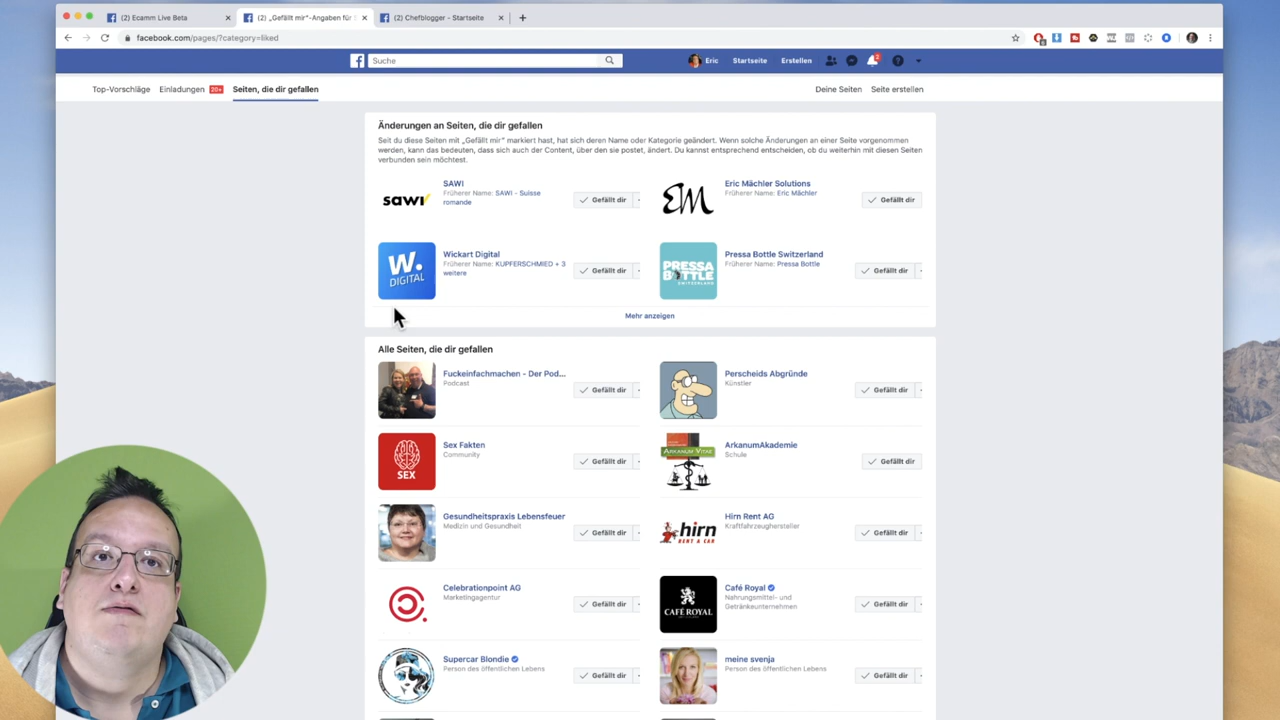 (2) Ecamm Live Beta
(2) „Gefällt mir“-Angaben für S
(2) Chefblogger - Startseite
facebook.com/pages/?category=liked
Suche
Eric
Startseite
Erstellen
2
Top-Vorschläge
Einladungen
20+
Seiten, die dir gefallen
Deine Seiten
Seite erstellen
Änderungen an Seiten, die dir gefallen
Seit du diese Seiten mit „Gefällt mir“ markiert hast, hat sich deren Name oder Kategorie geändert. Wenn solche Änderungen an einer Seite vorgenommen
werden, kann das bedeuten, dass sich auch der Content, über den sie postet, ändert. Du kannst entsprechend entscheiden, ob du weiterhin mit diesen Seiten
verbunden sein möchtest.
sawi
SAWI
Früherer Name: SAWI - Suisse
romande
Gefällt dir
EM
Eric Mächler Solutions
Früherer Name: Eric Mächler
Gefällt dir
W.
DIGITAL
Wickart Digital
Früherer Name: KUPFERSCHMIED + 3
weitere
Gefällt dir
PRESSA
BOTTLE
SWITZERLAND
Pressa Bottle Switzerland
Früherer Name: Pressa Bottle
Gefällt dir
Mehr anzeigen
Alle Seiten, die dir gefallen
Fuckeinfachmachen - Der Pod...
Podcast
Gefällt dir
Perscheids Abgründe
Künstler
Gefällt dir
SEX
Sex Fakten
Community
Gefällt dir
ARKANUM VITAE
ArkanumAkademie
Schule
Gefällt dir
Gesundheitspraxis Lebensfeuer
Medizin und Gesundheit
Gefällt dir
hirn
RENT A CAR
Hirn Rent AG
Kraftfahrzeughersteller
Gefällt dir
Celebrationpoint AG
Marketingagentur
Gefällt dir
CAFÉ ROYAL
Café Royal
Nahrungsmittel- und
Getränkeunternehmen
Gefällt dir
Supercar Blondie
Person des öffentlichen Lebens
Gefällt dir
meine svenja
Person des öffentlichen Lebens
Gefällt dir